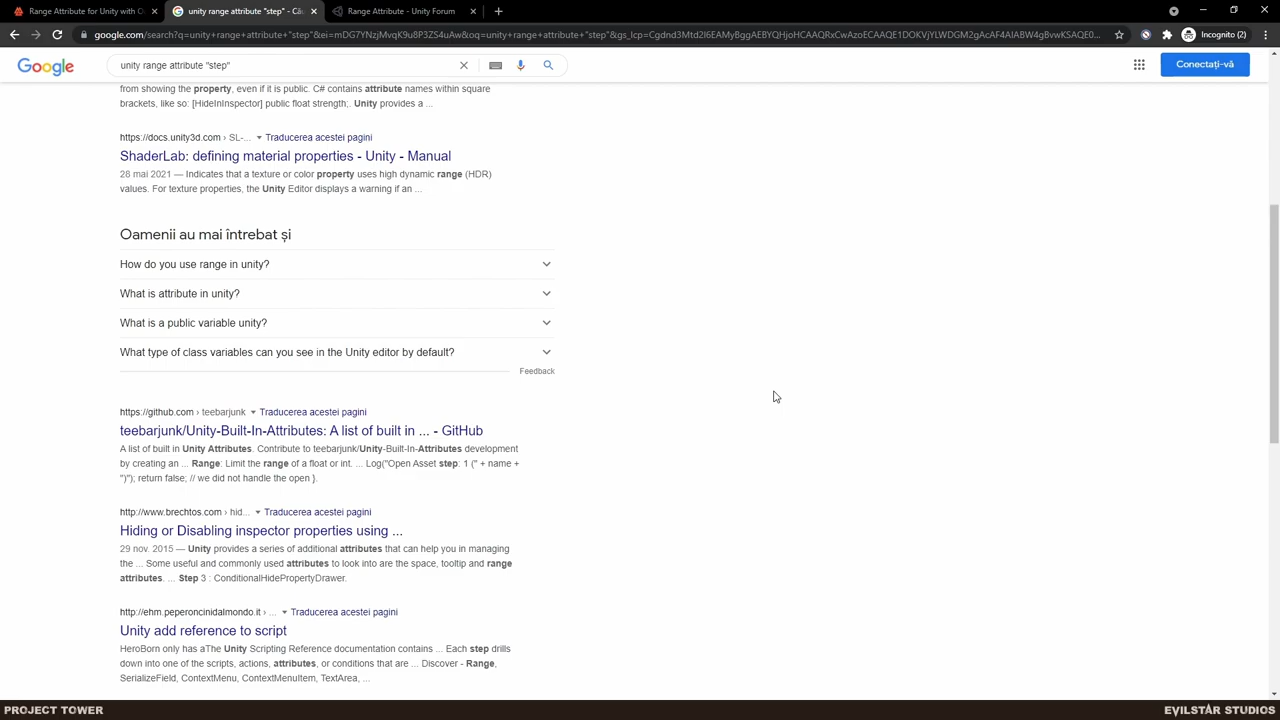 Range Attribute for Unity with C
unity range attribute "step" - Cău
Range Attribute - Unity Forum
google.com/search?q=unity+range+attribute+"step"&ei=mDG7YNzjMvqK9u8P3ZS4uAw&oq=unity+range+attribute+"step"&gs_lcp=Cgdnd3Mtd2l6EAMyBggAEBYQHjoHCAAQRxCwAzoECAAQE1DOKVjYLWDGM2gAcAF4AIABW4gBvwKSAQE0...
Incognito (2)
Google
unity range attribute "step"
Conectați-vă
from showing the property, even if it is public. C# contains attribute names within square
brackets, like so: [HideInInspector] public float strength;. Unity provides a ...
https://docs.unity3d.com › SL-... Traducerea acestei pagini
ShaderLab: defining material properties - Unity - Manual
28 mai 2021 — Indicates that a texture or color property uses high dynamic range (HDR)
values. For texture properties, the Unity Editor displays a warning if an ...
Oamenii au mai întrebat și
How do you use range in unity?
What is attribute in unity?
What is a public variable unity?
What type of class variables can you see in the Unity editor by default?
Feedback
https://github.com › teebarjunk Traducerea acestei pagini
teebarjunk/Unity-Built-In-Attributes: A list of built in ... - GitHub
A list of built in Unity Attributes. Contribute to teebarjunk/Unity-Built-In-Attributes development
by creating an ... Range: Limit the range of a float or int. ... Log("Open Asset step: 1 (" + name +
")"); return false; // we did not handle the open }.
http://www.brechtos.com › hid... Traducerea acestei pagini
Hiding or Disabling inspector properties using ...
29 nov. 2015 — Unity provides a series of additional attributes that can help you in managing
the ... Some useful and commonly used attributes to look into are the space, tooltip and range
attributes. ... Step 3 : ConditionalHidePropertyDrawer.
http://ehm.peperoncinidalmondo.it › ... Traducerea acestei pagini
Unity add reference to script
HeroBorn only has aThe Unity Scripting Reference documentation contains ... Each step drills
down into one of the scripts, actions, attributes, or conditions that are ... Discover - Range,
SerializeField, ContextMenu, ContextMenuItem, TextArea, ...
PROJECT TOWER
EVILSTAR STUDIOS